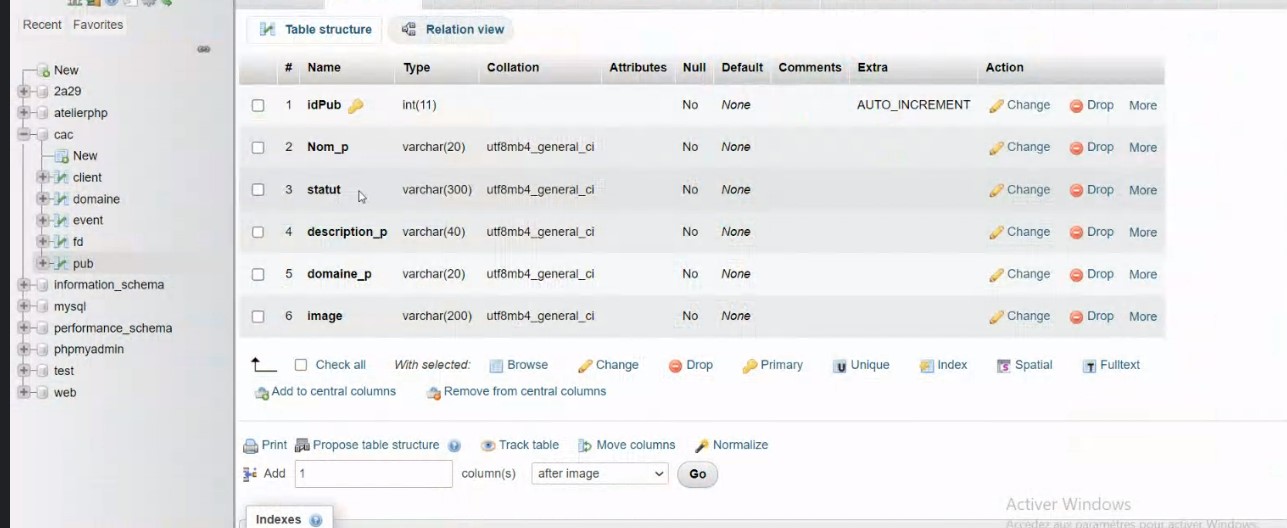 Recent Favorites
New
2a29
atelierphp
cac
New
client
domaine
event
fd
pub
information_schema
mysql
performance_schema
phpmyadmin
test
web
Table structure Relation view
# Name Type Collation Attributes Null Default Comments Extra Action
1 idPub int(11) No None AUTO_INCREMENT Change Drop More
2 Nom_p varchar(20) utf8mb4_general_ci No None Change Drop More
3 statut varchar(300) utf8mb4_general_ci No None Change Drop More
4 description_p varchar(40) utf8mb4_general_ci No None Change Drop More
5 domaine_p varchar(20) utf8mb4_general_ci No None Change Drop More
6 image varchar(200) utf8mb4_general_ci No None Change Drop More
Check all With selected: Browse Change Drop Primary Unique Index Spatial Fulltext
Add to central columns Remove from central columns
Print Propose table structure Track table Move columns Normalize
Add 1 column(s) after image Go
Indexes
Activer Windows
Accédez aux paramètres pour activer Windows.